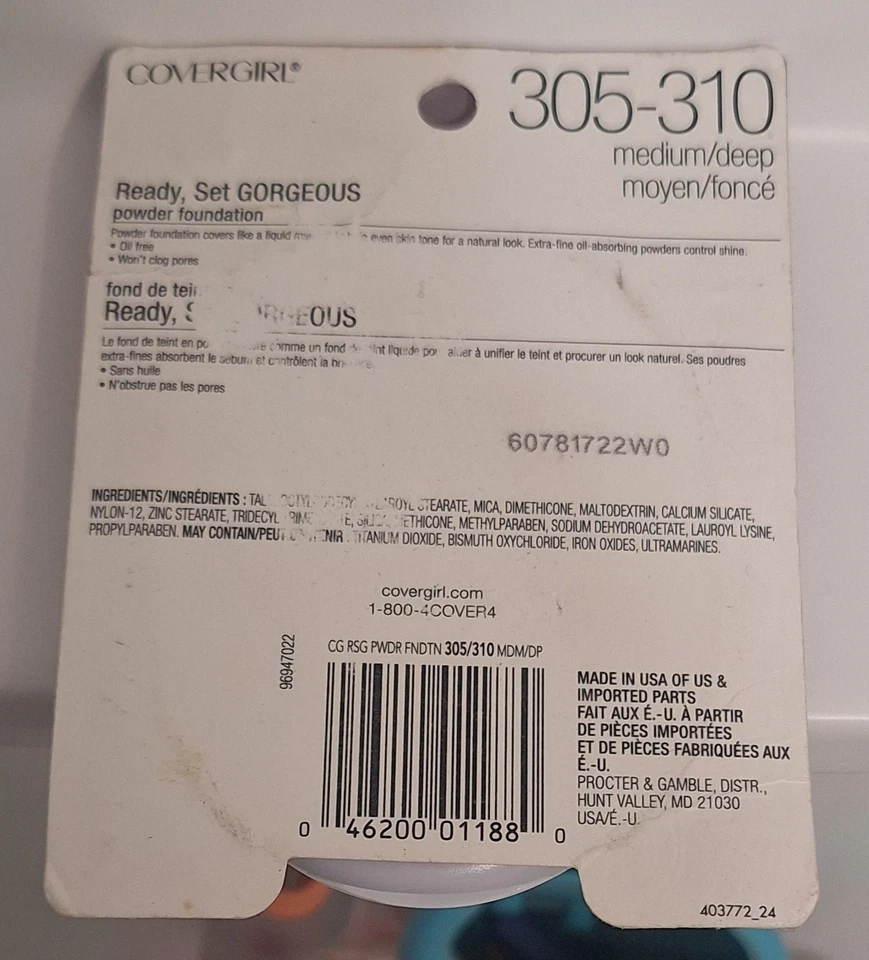 COVERGIRL®
305-310
medium/deep
moyen/foncé
Ready, Set GORGEOUS
powder foundation
Powder foundation covers like a liquid even skin tone for a natural look. Extra-fine oil-absorbing powders control shine.
• Oil free
• Won't clog pores
fond de
Ready,
Le fond de teint en comme un fond liquide à unifier le teint et procurer un look naturel. Ses poudres
extra-fines absorbent le sebum et contrôlent la
• Sans huile
• N'obstrue pas les pores
60781722W0
INGREDIENTS/INGRÉDIENTS : STEARATE, MICA, DIMETHICONE, MALTODEXTRIN, CALCIUM SILICATE,
NYLON-12, ZINC STEARATE, TRIDECYL METHYLPARABEN, SODIUM DEHYDROACETATE, LAUROYL LYSINE,
PROPYLPARABEN. MAY CONTAIN/PEUT TITANIUM DIOXIDE, BISMUTH OXYCHLORIDE, IRON OXIDES, ULTRAMARINES.
covergirl.com
1-800-4COVER4
96947022
CG RSG PWDR FNDTN 305/310 MDM/DP
0 46200 01188 0
MADE IN USA OF US &
IMPORTED PARTS
FAIT AUX É.-U. À PARTIR
DE PIÈCES IMPORTÉES
ET DE PIÈCES FABRIQUÉES AUX
É.-U.
PROCTER & GAMBLE, DISTR.,
HUNT VALLEY, MD 21030
USA/É.-U.
403772_24